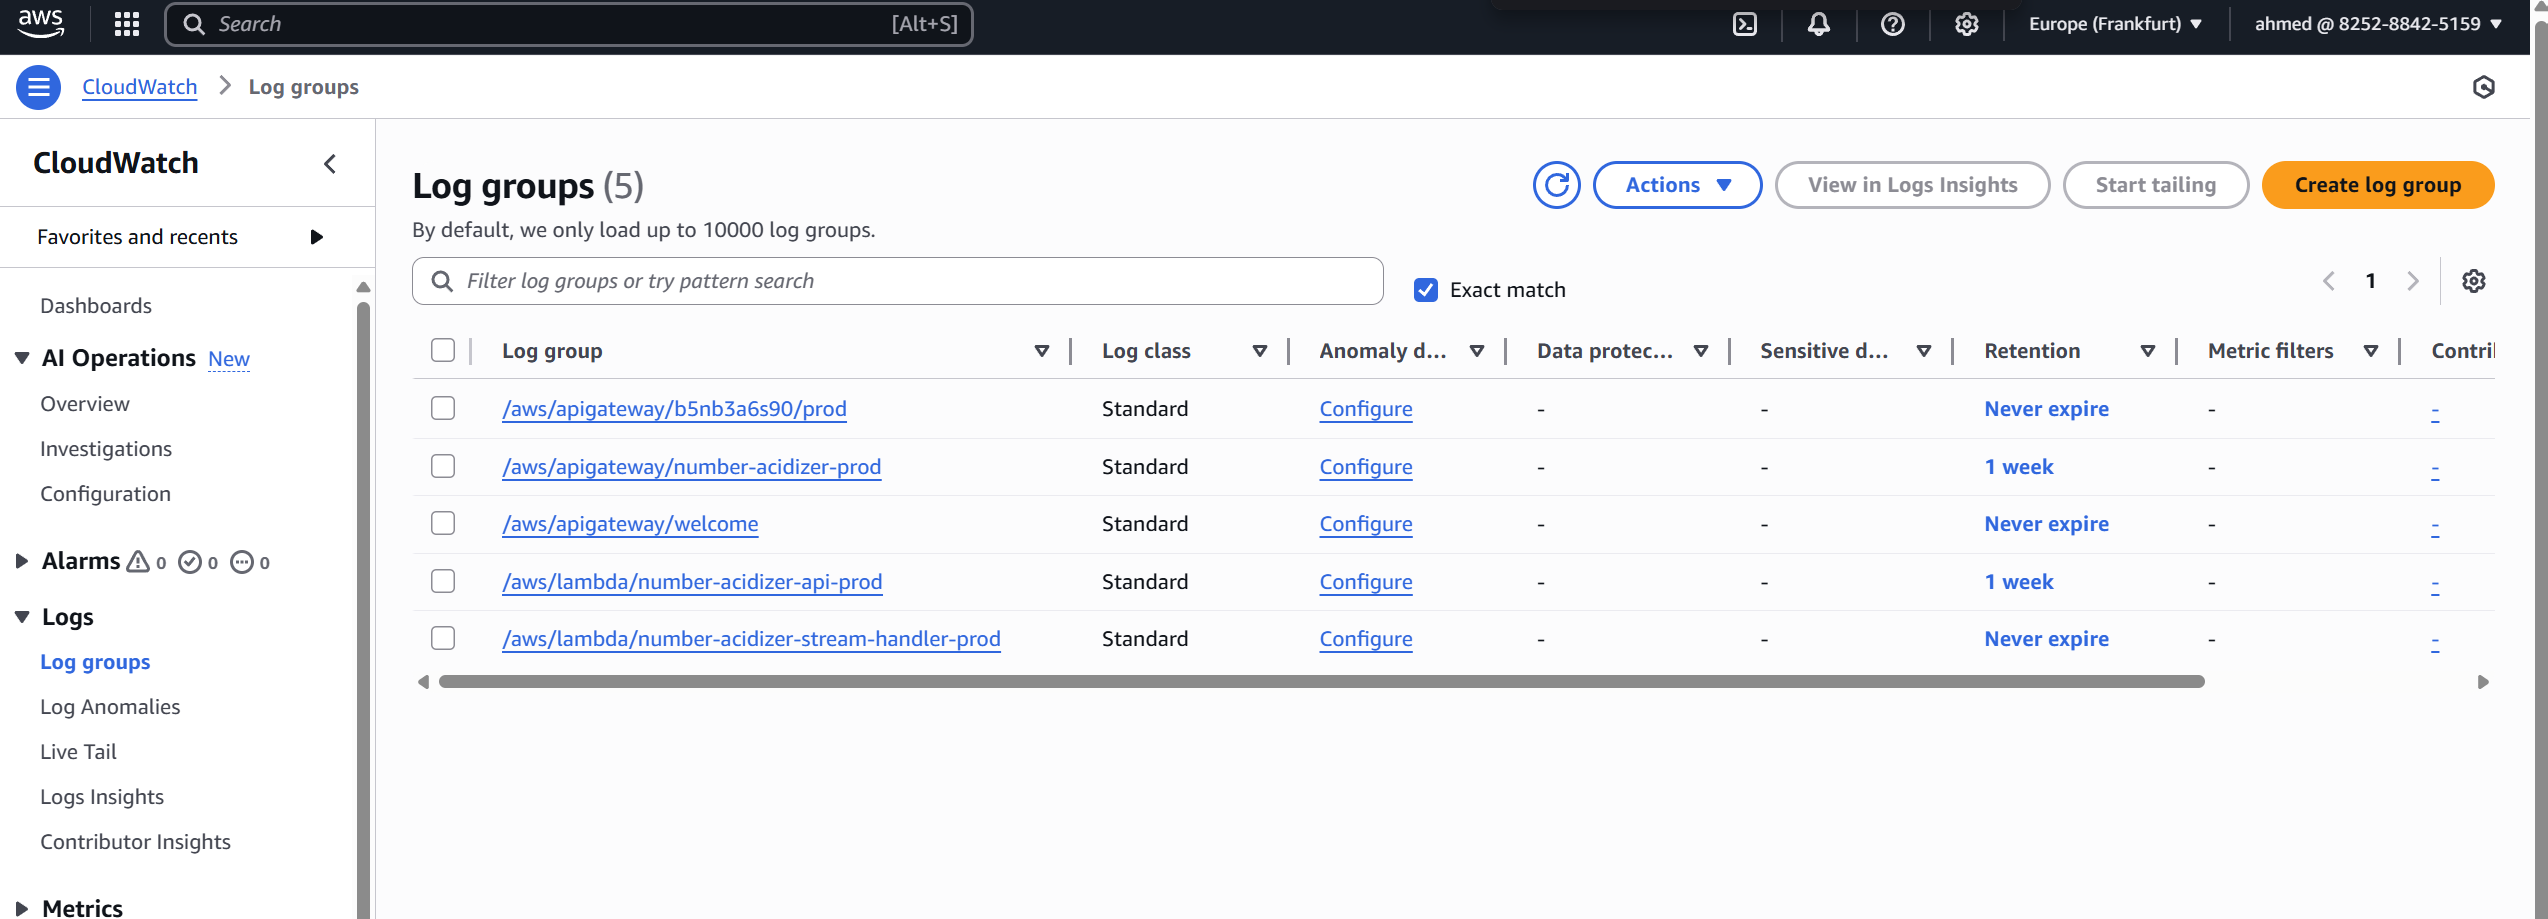 aws
Search [Alt+S]
Europe (Frankfurt)
ahmed @ 8252-8842-5159
CloudWatch
Log groups
CloudWatch
Favorites and recents
Dashboards
AI Operations New
Overview
Investigations
Configuration
Alarms 0 0 0
Logs
Log groups
Log Anomalies
Live Tail
Logs Insights
Contributor Insights
Metrics
Log groups (5)
By default, we only load up to 10000 log groups.
Actions
View in Logs Insights
Start tailing
Create log group
Filter log groups or try pattern search
Exact match
1
Log group Log class Anomaly d... Data protec... Sensitive d... Retention Metric filters Contri
/aws/apigateway/b5nb3a6s90/prod Standard Configure - - Never expire - -
/aws/apigateway/number-acidizer-prod Standard Configure - - 1 week - -
/aws/apigateway/welcome Standard Configure - - Never expire - -
/aws/lambda/number-acidizer-api-prod Standard Configure - - 1 week - -
/aws/lambda/number-acidizer-stream-handler-prod Standard Configure - - Never expire - -